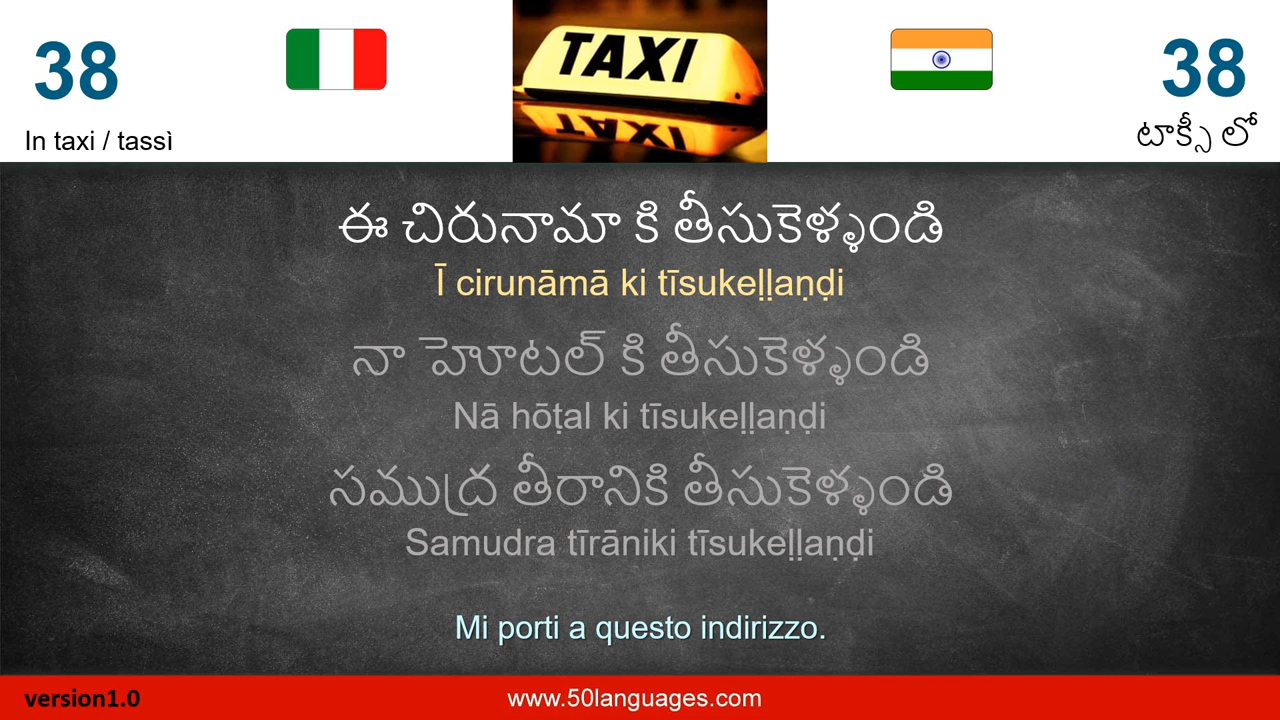 38
38
In taxi / tassì
TAXI
టాక్సీ లో
ఈ చిరునామా కి తీసుకెళ్ళండి
Ī cirunāmā ki tīsukeḷḷaṇḍi
నా హోటల్ కి తీసుకెళ్ళండి
Nā hōṭal ki tīsukeḷḷaṇḍi
సముద్ర తీరానికి తీసుకెళ్ళండి
Samudra tīrāniki tīsukeḷḷaṇḍi
Mi porti a questo indirizzo.
version1.0
www.50languages.com